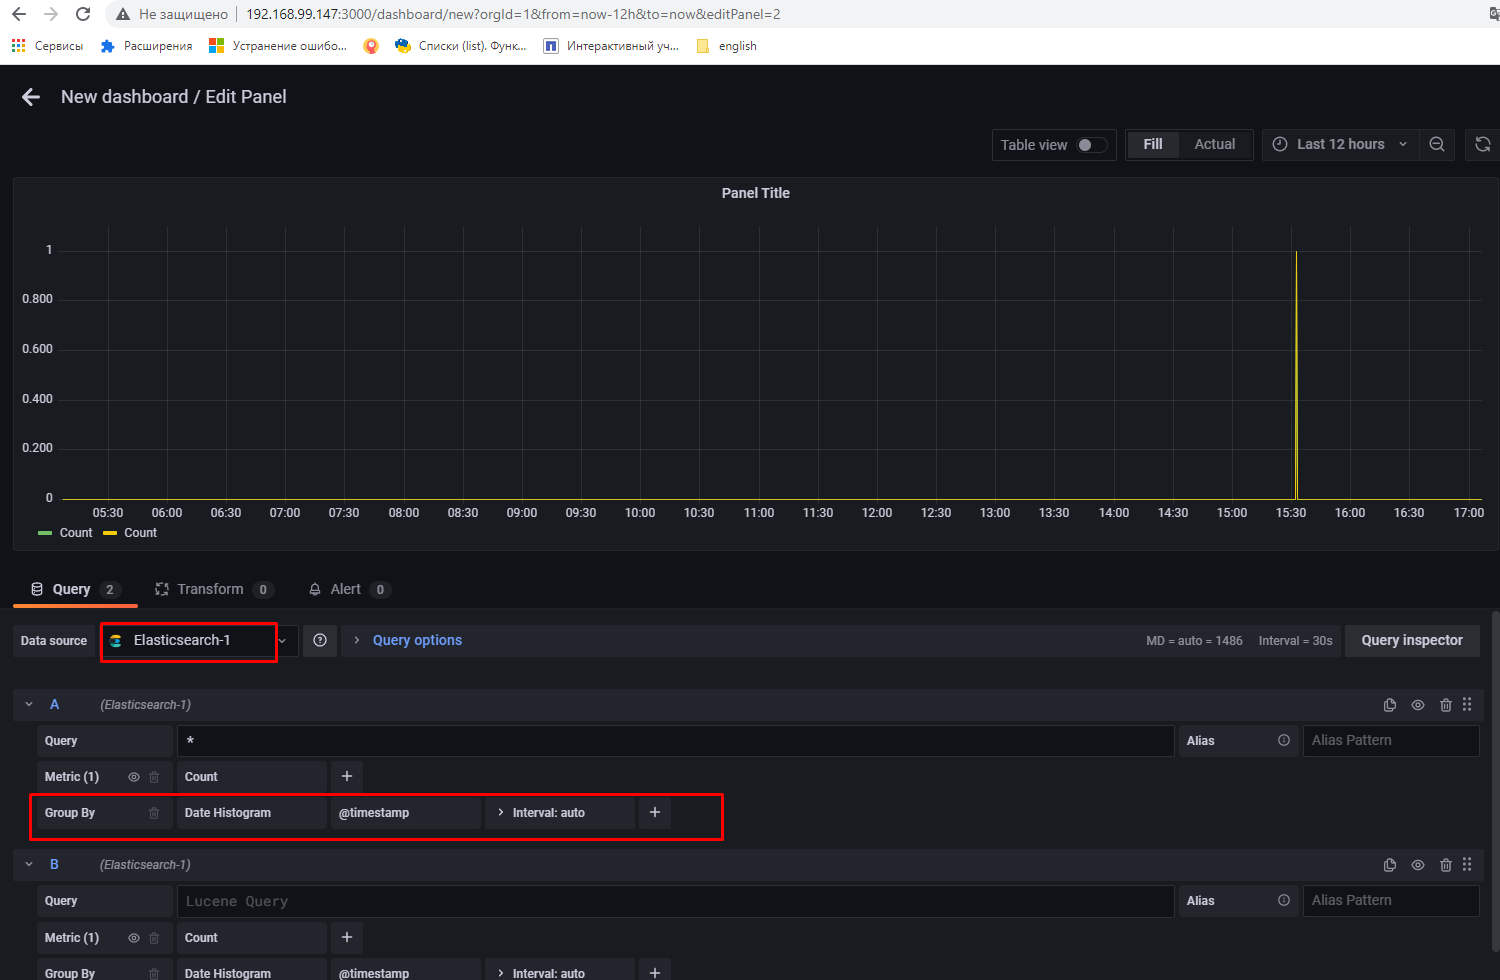 Не защищено 192.168.99.147:3000/dashboard/new?orgId=1&from=now-12h&to=now&editPanel=2
Сервисы Расширения Устранение ошибо... Списки (list). Функ... Интерактивный уч... english
New dashboard / Edit Panel
Table view Fill Actual Last 12 hours
Panel Title
1
0.800
0.600
0.400
0.200
0
05:30 06:00 06:30 07:00 07:30 08:00 08:30 09:00 09:30 10:00 10:30 11:00 11:30 12:00 12:30 13:00 13:30 14:00 14:30 15:00 15:30 16:00 16:30 17:00
Count Count
Query 2 Transform 0 Alert 0
Data source Elasticsearch-1 Query options MD = auto = 1486 Interval = 30s Query inspector
A (Elasticsearch-1)
Query * Alias Alias Pattern
Metric (1) Count +
Group By Date Histogram @timestamp > Interval: auto +
B (Elasticsearch-1)
Query Lucene Query Alias Alias Pattern
Metric (1) Count +
Group By Date Histogram @timestamp > Interval: auto +